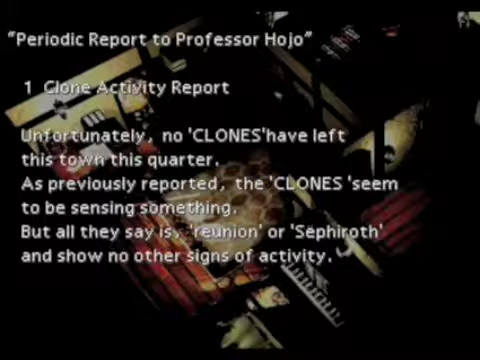 "Periodic Report to Professor Hojo"
1 Clone Activity Report
Unfortunately, no 'CLONES'have left
this town this quarter.
As previously reported, the 'CLONES 'seem
to be sensing something.
But all they say is, 'reunion' or 'Sephiroth'
and show no other signs of activity.